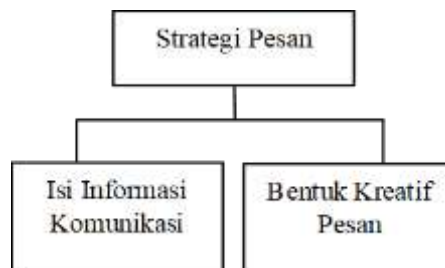 Strategi Pesan
Isi Informasi
Komunikasi
Bentuk Kreatif
Pesan